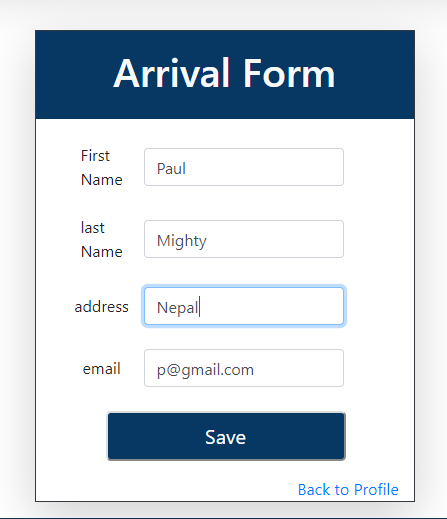 Arrival Form
First
Name
Paul
last
Name
Mighty
address
Nepal
email
p@gmail.com
Save
Back to Profile